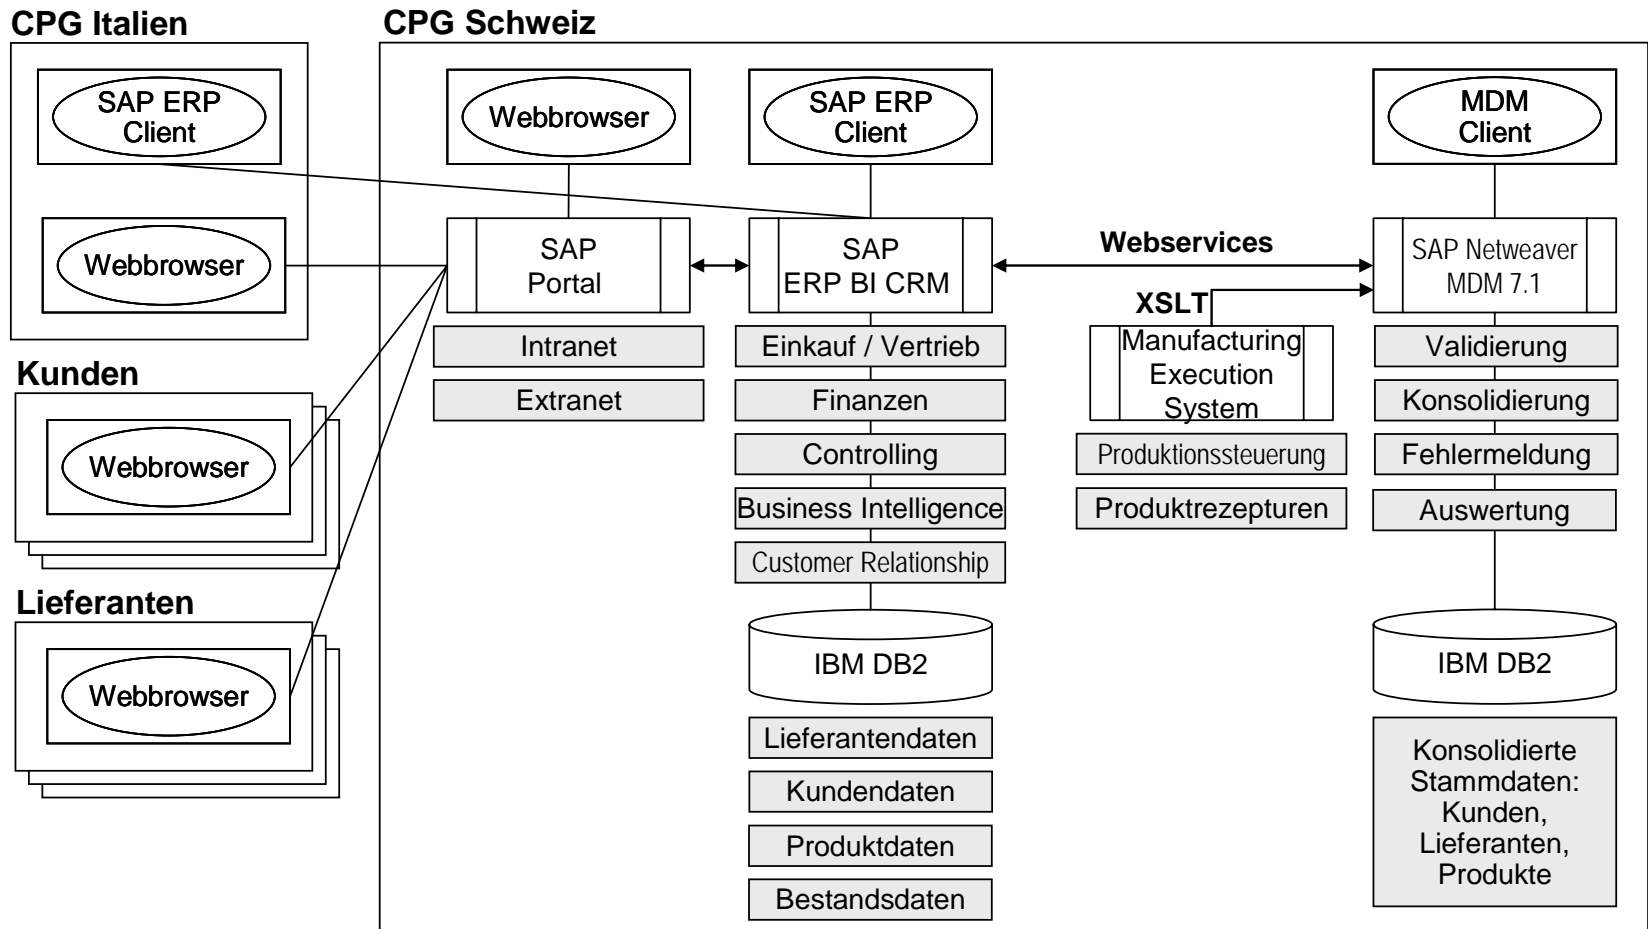 CPG Italien
SAP ERP
Client
Webbrowser
Kunden
Webbrowser
Lieferanten
Webbrowser
CPG Schweiz
Webbrowser
SAP
Portal
Intranet
Extranet
SAP ERP
Client
SAP
ERP BI CRM
Einkauf / Vertrieb
Finanzen
Controlling
Business Intelligence
Customer Relationship
IBM DB2
Lieferantendaten
Kundendaten
Produktdaten
Bestandsdaten
Webservices
XSLT
Manufacturing
Execution
System
Produktionssteuerung
Produktrezepturen
MDM
Client
SAP Netweaver
MDM 7.1
Validierung
Konsolidierung
Fehlermeldung
Auswertung
IBM DB2
Konsolidierte
Stammdaten:
Kunden,
Lieferanten,
Produkte